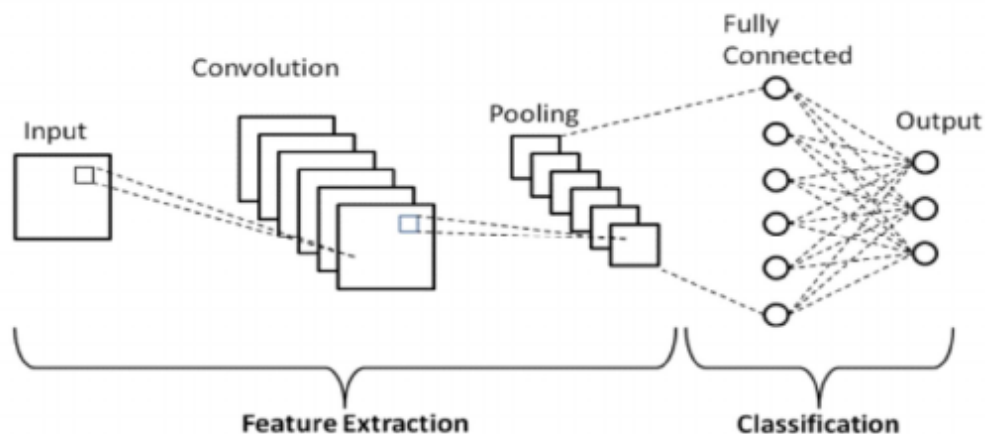 Fully
Connected
Convolution
Pooling
Input
Output
Feature Extraction
Classification